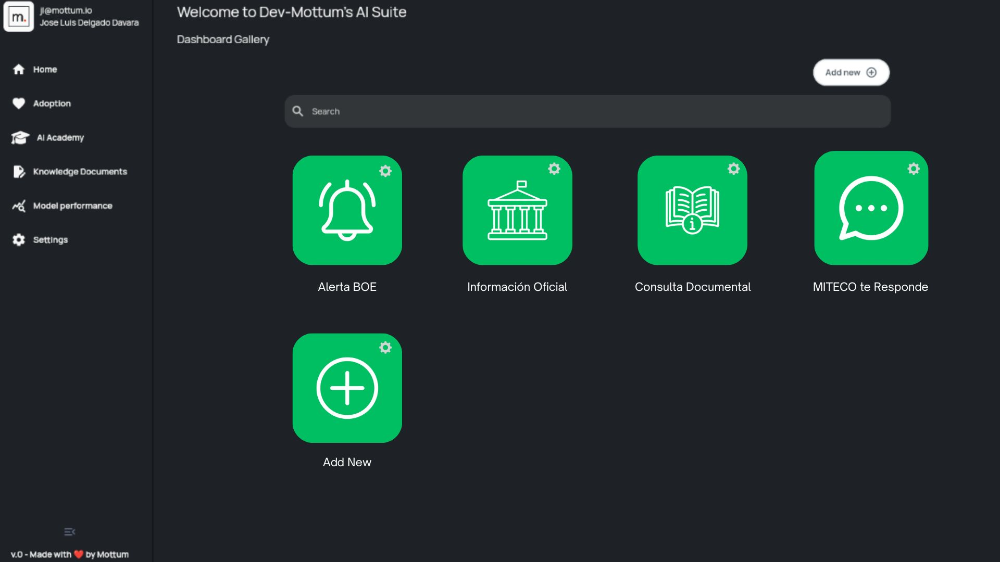 m.
jl@mottum.io
Jose Luis Delgado Davara
Home
Adoption
AI Academy
Knowledge Documents
Model performance
Settings
v.0 - Made with ❤️ by Mottum
Welcome to Dev-Mottum's AI Suite
Dashboard Gallery
Add new
Search
Alerta BOE
Información Oficial
i
Consulta Documental
MITECO te Responde
Add New